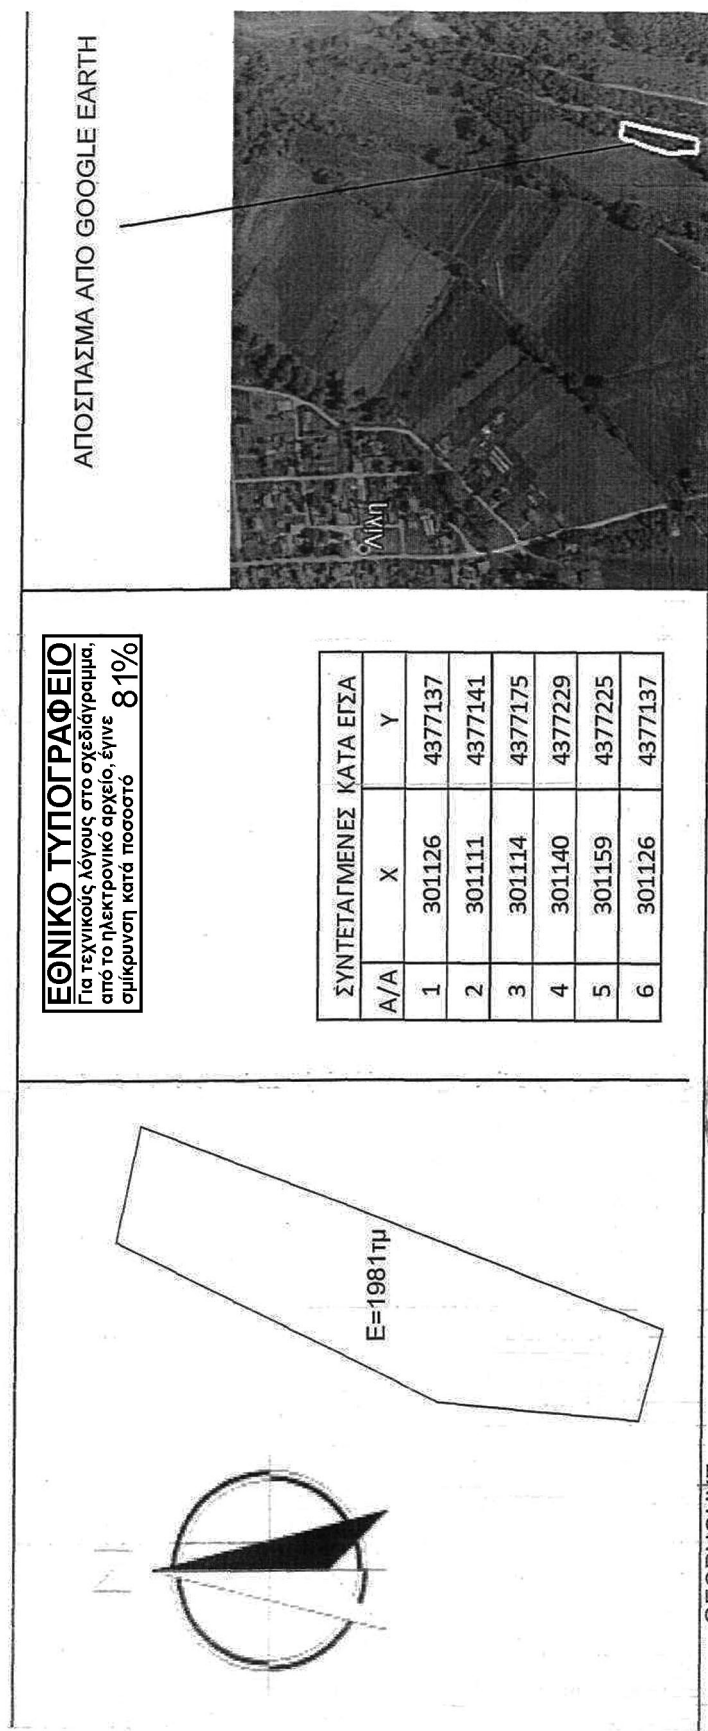 ΑΠΟΣΠΑΣΜΑ ΑΠΟ GOOGLE EARTH
Λίγη
ΕΘΝΙΚΟ ΤΥΠΟΓΡΑΦΕΙΟ
Για τεχνικούς λόγους στο σχεδιάγραμμα,
από το ηλεκτρονικό αρχείο, έγινε
σμίκρυνση κατά ποσοστό 81%
ΣΥΝΤΕΤΑΓΜΕΝΕΣ ΚΑΤΑ ΕΓΣΑ
Α/Α Χ Υ
1 301126 4377137
2 301111 4377141
3 301114 4377175
4 301140 4377229
5 301159 4377225
6 301126 4377137
Ε=1981τμ